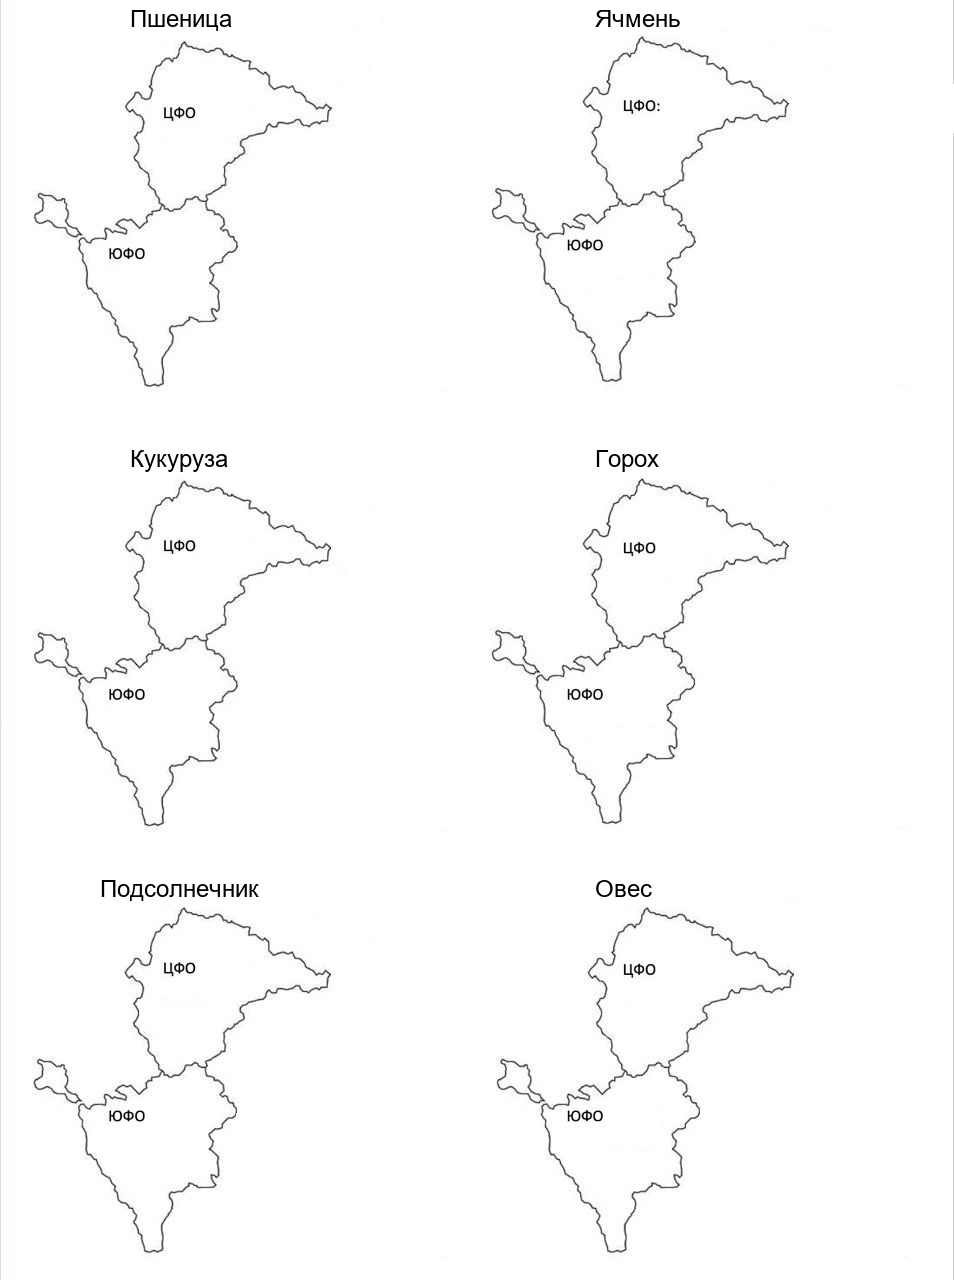 Пшеница
Ячмень
ЦФО
ЦФО:
ЮФО
ЮФО
Кукуруза
Горох
ЦФО
ЦФО
ЮФО
ЮФО
Подсолнечник
Овес
ЦФО
ЦФО
ЮФО
ЮФО